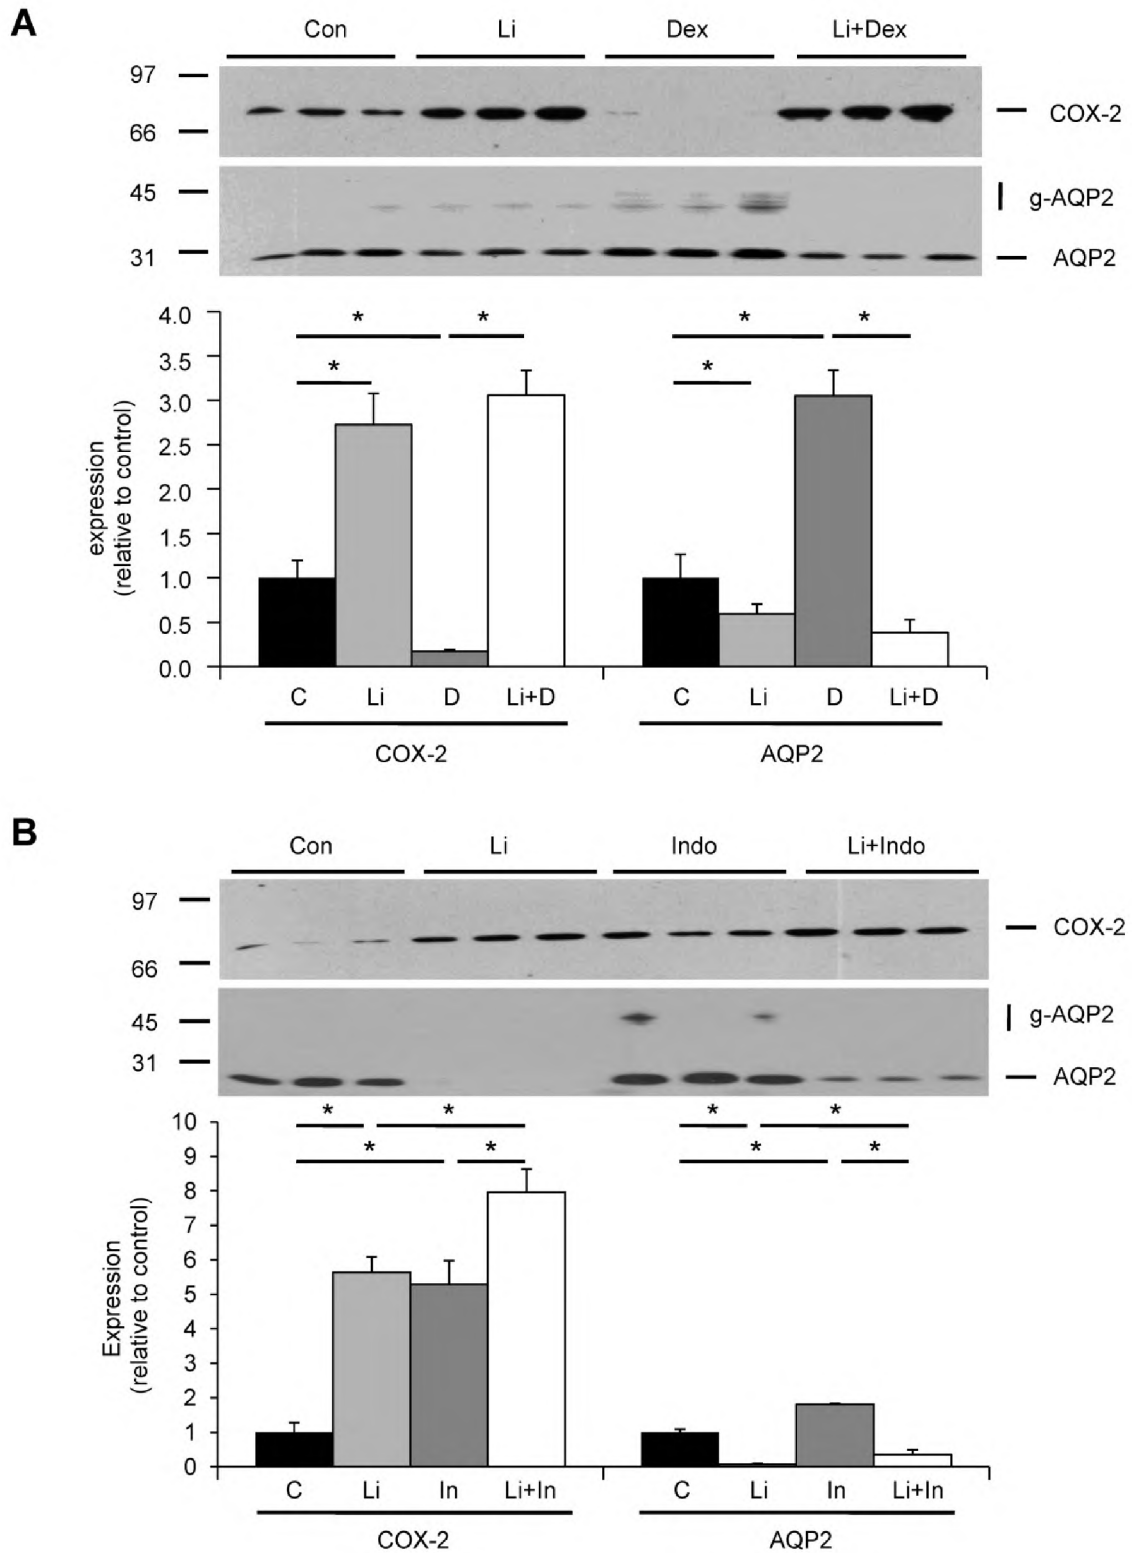 A
Con Li Dex Li+Dex
97
COX-2
66
45
g-AQP2
31
AQP2
4.0
* * * *
3.5
* *
3.0
2.5
2.0
1.5
1.0
0.5
0.0
expression
(relative to control)
C Li D Li+D C Li D Li+D
COX-2 AQP2
B
Con Li Indo Li+Indo
97
COX-2
66
45
g-AQP2
31
AQP2
10
* * * *
9
* * * *
8
7
6
5
4
3
2
1
0
Expression
(relative to control)
C Li In Li+In C Li In Li+In
COX-2 AQP2